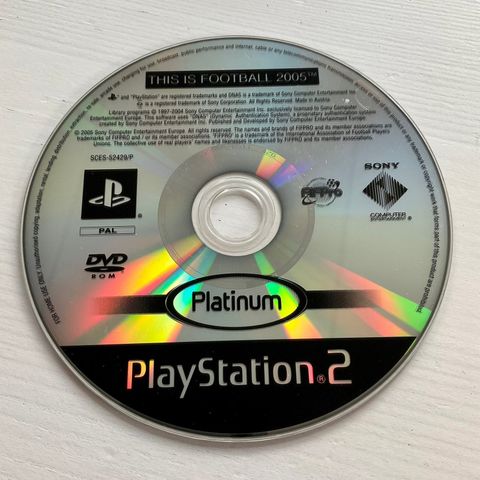 THIS IS FOOTBALL 2005™
and "PlayStation" are registered trademarks and DNAS is a trademark of Sony Computer Entertainment Inc.
is a registered trademark of Sony Corporation. All Rights Reserved. Made in Austria
Library programs © 1997-2004 Sony Computer Entertainment Inc. exclusively licensed to Sony Computer
Entertainment Europe. This software uses "DNAS" (Dynamic Authentication System), a proprietary authentication system
created by Sony Computer Entertainment Inc. Published by Sony Computer Entertainment Europe.
© 2005 Sony Computer Entertainment Europe. All Rights Reserved. The names and brands of FIFPRO and its member associations are
trademarks of FIFPRO and / or its member associations. "FIFPRO" is a trademark of the International Federation of Football Players
Unions. The collective use of real player's names and likenesses is endorsed by FIFPRO and its member associations.
SCES-52429/P
PAL
SONY
COMPUTER
ENTERTAINMENT
DVD
ROM
Platinum
PlayStation®2